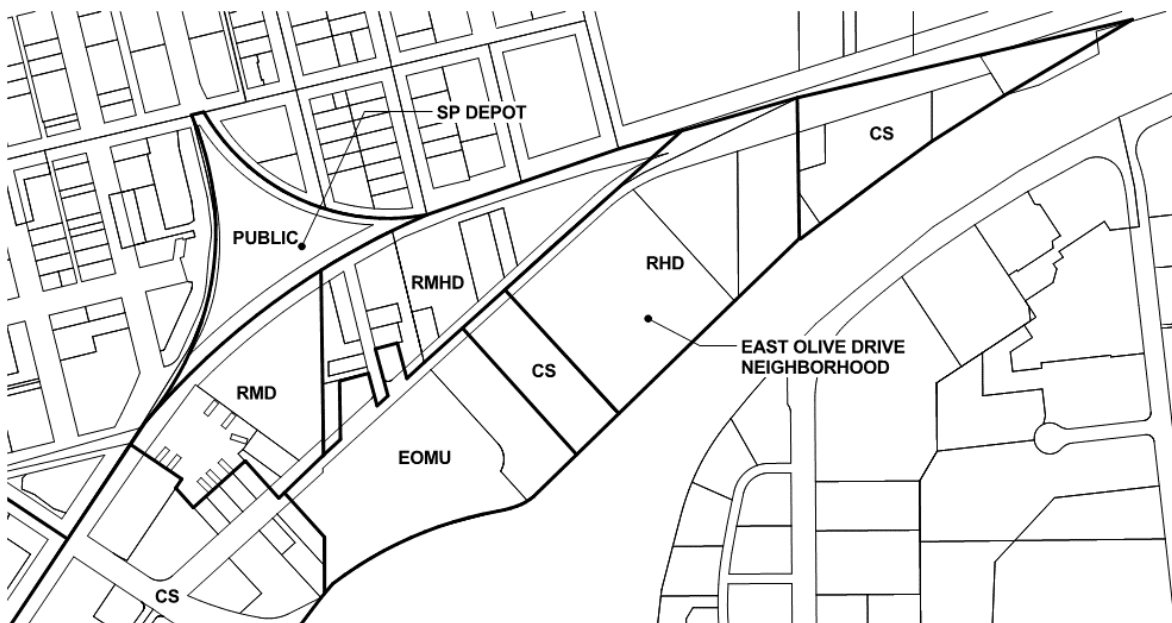 SP DEPOT
CS
PUBLIC
RHD
RMHD
EAST OLIVE DRIVE
NEIGHBORHOOD
CS
RMD
EOMU
CS